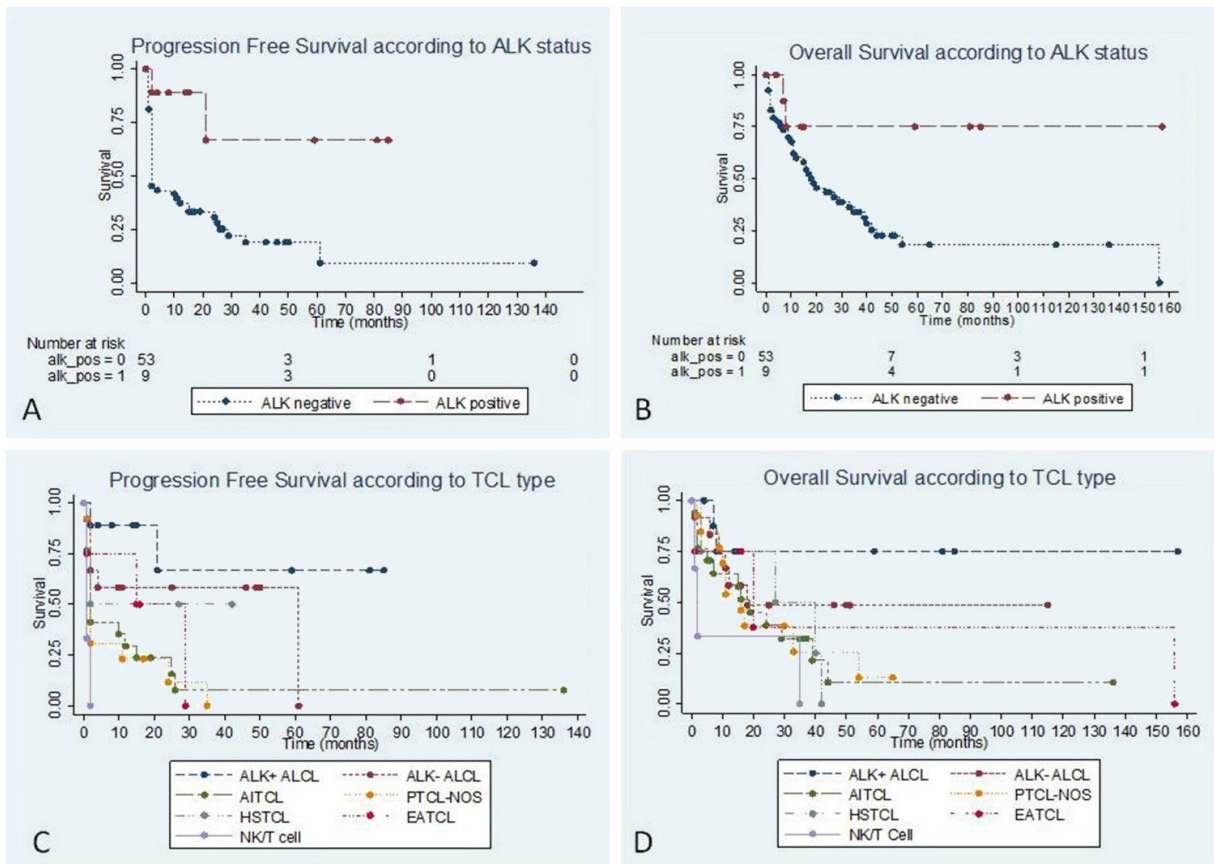 Progression Free Survival according to ALK status
Survival
0.00 0.25 0.50 0.75 1.00
0 10 20 30 40 50 60 70 80 90 100 110 120 130 140
Time (months)
Number at risk
alk_pos = 0 53 3 1 0
alk_pos = 1 9 3 0 0
ALK negative ALK positive
A
Overall Survival according to ALK status
Survival
0.00 0.25 0.50 0.75 1.00
0 10 20 30 40 50 60 70 80 90 100 110 120 130 140 150 160
Time (months)
Number at risk
alk_pos = 0 53 7 3 1
alk_pos = 1 9 4 1 1
ALK negative ALK positive
B
Progression Free Survival according to TCL type
Survival
0.00 0.25 0.50 0.75 1.00
0 10 20 30 40 50 60 70 80 90 100 110 120 130 140
Time (months)
ALK+ ALCL ALK- ALCL
AITCL PTCL-NOS
HSTCL EATCL
NK/T Cell
C
Overall Survival according to TCL type
Survival
0.00 0.25 0.50 0.75 1.00
0 10 20 30 40 50 60 70 80 90 100 110 120 130 140 150 160
Time (months)
ALK+ ALCL ALK- ALCL
AITCL PTCL-NOS
HSTCL EATCL
NK/T Cell
D